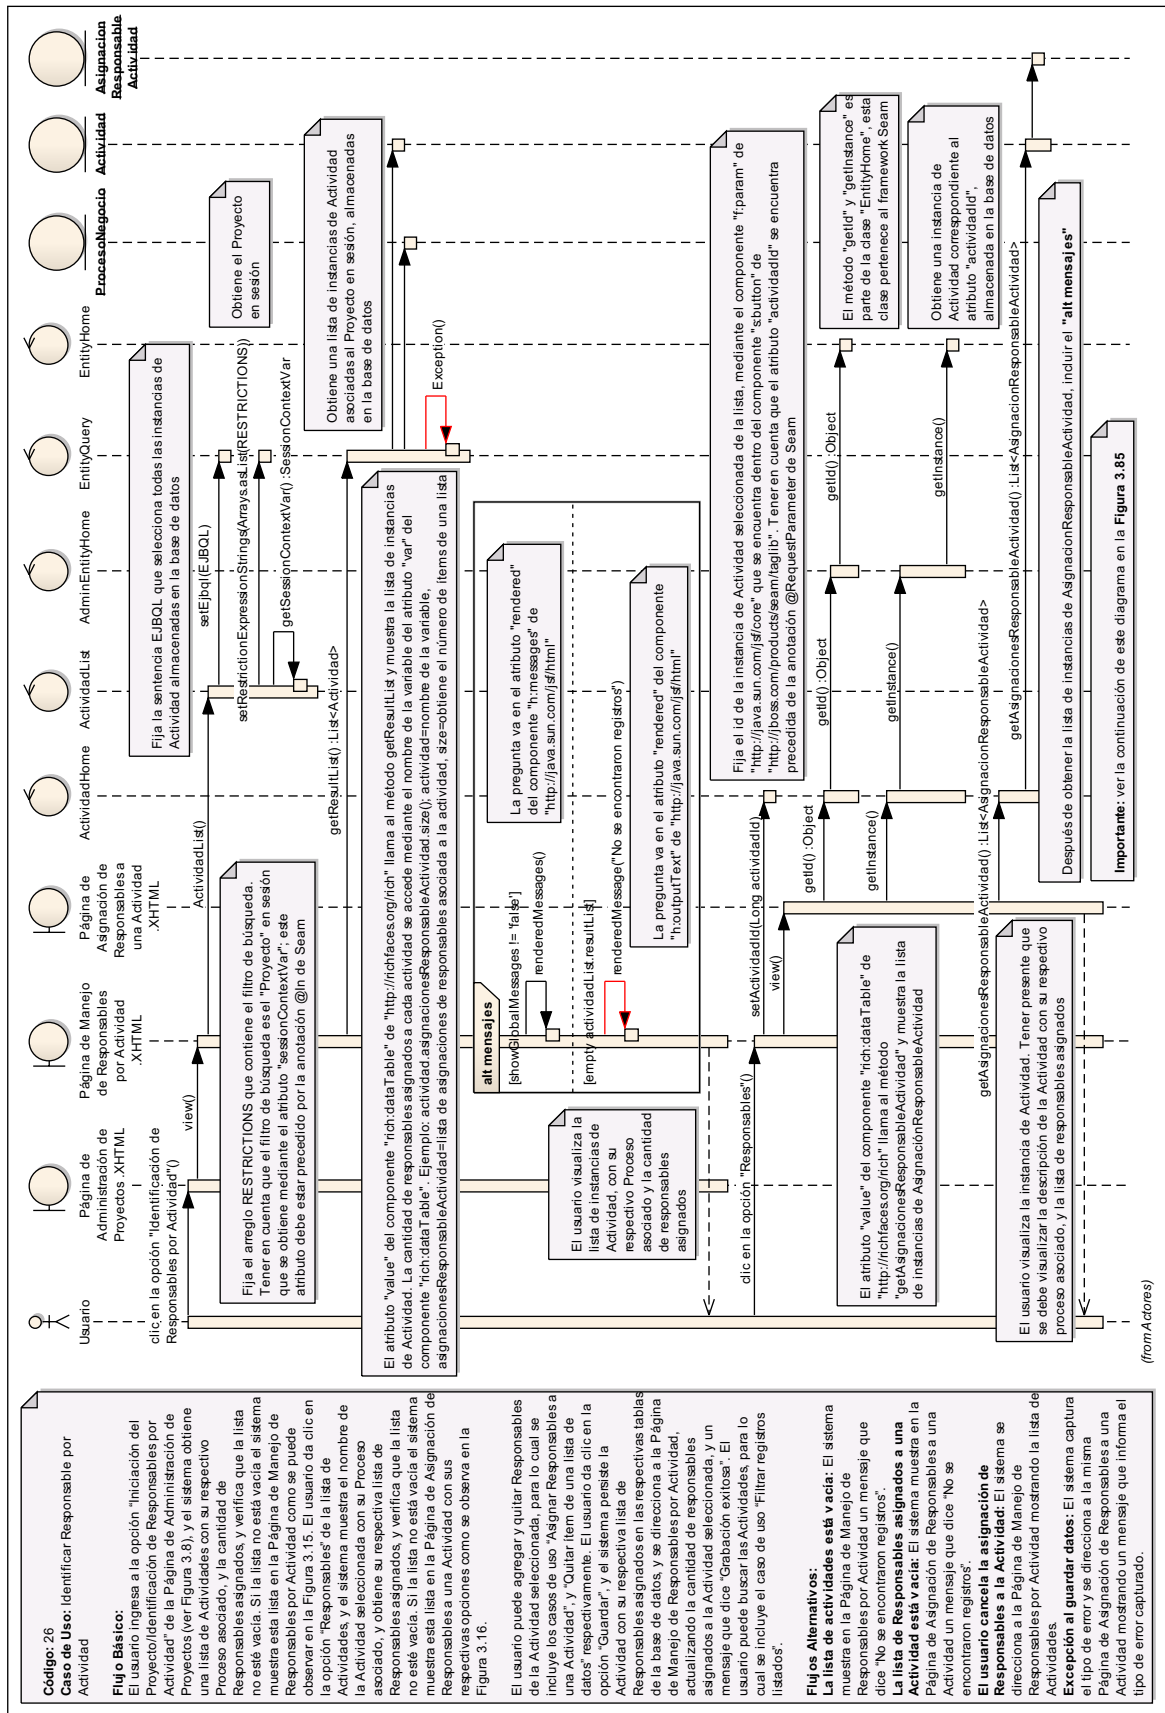 Código: 26
Caso de Uso: Identificar Responsable por
Actividad
Flujo Básico:
El usuario ingresa a la opción "Iniciación del
Proyecto/Identificación de Responsables por
Actividad" de la Página de Administración de
Proyectos (ver Figura 3.8), y el sistema obtiene
una lista de Actividades con su respectivo
Proceso asociado, y la cantidad de
Responsables asignados, y verifica que la lista
no esté vacía. Si la lista no está vacía el sistema
muestra esta lista en la Página de Manejo de
Responsables por Actividad como se puede
observar en la Figura 3.15. El usuario da clic en
la opción "Responsables" de la Lista de
Actividades, y el sistema muestra el nombre de
la Actividad seleccionada con su Proceso
asociado, y obtiene su respectiva lista de
Responsables asignados, y verifica que la lista
no esté vacía. Si la lista no está vacía el sistema
muestra esta lista en la Página de Asignación de
Responsables a una Actividad con sus
respectivas opciones como se observa en la
Figura 3.16.
El usuario puede agregar y quitar Responsables
de la Actividad seleccionada, para lo cual se
incluye los casos de uso "Asignar Responsables a
una Actividad", y "Quitar ítem de una lista de
datos" respectivamente. El usuario da clic en la
opción "Guardar", y el sistema persiste la
Actividad con su respectiva lista de
Responsables asignados en las respectivas tablas
de la base de datos, y se direcciona a la Página
de Manejo de Responsables por Actividad,
actualizando la cantidad de responsables
asignados a la Actividad seleccionada, y un
mensaje que dice "Grabación exitosa". El
usuario puede buscar las Actividades, para lo
cual se incluye el caso de uso "Filtrar registros
listados".
Flujos Alternativos:
La lista de actividades está vacia: El sistema
muestra en la Página de Manejo de
Responsables por Actividad un mensaje que
dice "No se encontraron registros".
La lista de Responsables asignados a una
Actividad está vacia: El sistema muestra en la
Página de Asignación de Responsables a una
Actividad un mensaje que dice "No se
encontraron registros".
El usuario cancela la asignación de
Responsables a la Actividad: El sistema se
direcciona a la Página de Manejo de
Responsables por Actividad mostrando la lista de
Actividades.
Excepción al guardar datos: El sistema captura
el tipo de error y se direcciona a la misma
Página de Asignación de Responsables a una
Actividad mostrando un mensaje que informa el
tipo de error capturado.
Usuario
Página de
Administración de
Proyectos .XHTML
Página de Manejo
de Responsables
por Actividad
.XHTML
Página de
Asignación de
Responsables a
una Actividad
.XHTML
ActividadHome
ActividadList
AdminEntityHome
EntityQuery
EntityHome
ProcesoNegocio
Actividad
Asignacion
Responsable
Actividad
clic en la opción "Identificación de
Responsables por Actividad"()
view()
ActividadList()
setEjbql(EJBQL)
setRestrictionExpressionStrings(Arrays.asList(RESTRICTIONS))
getSessionContextVar() :SessionContextVar
Fija la sentencia EJBQL que selecciona todas las instancias de
Actividad almacenadas en la base de datos
Obtiene el Proyecto
en sesión
Fija el arreglo RESTRICTIONS que contiene el filtro de búsqueda.
Tener en cuenta que el filtro de búsqueda es el "Proyecto" en sesión
que se obtiene mediante el atributo "sessionContextVar"; este
atributo debe estar precedido por la anotación @In de Seam
getResultList() :List<Actividad>
Obtiene una lista de instancias de Actividad
asociadas al Proyecto en sesión, almacenadas
en la base de datos
Exception()
El atributo "value" del componente "rich:dataTable" de "http://richfaces.org/rich" llama al método getResultList y muestra la lista de instancias
de Actividad. La cantidad de responsables asignados a cada actividad se accede mediante el nombre de la variable del atributo "var" del
componente "rich:dataTable". Ejemplo: actividad.asignacionesResponsableActividad.size(); actividad=nombre de la variable,
asignacionesResponsableActividad=lista de asignaciones de responsables asociada a la actividad, size=obtiene el número de ítems de una lista
alt mensajes
[showGlobalMessages != 'false']
renderedMessages()
La pregunta va en el atributo "rendered"
del componente "h:messages" de
"http://java.sun.com/jsf/html"
[empty actividadList.resultList]
renderedMessage("No se encontraron registros")
La pregunta va en el atributo "rendered" del componente
"h:outputText" de "http://java.sun.com/jsf/html"
El usuario visualiza la
lista de instancias de
Actividad, con su
respectivo Proceso
asociado y la cantidad
de responsables
asignados
clic en la opción "Responsables"()
setActividadId(Long actividadId)
Fija el id de la instancia de Actividad seleccionada de la lista, mediante el componente "f:param" de
"http://java.sun.com/jsf/core" que se encuentra dentro del componente "s:button" de
"http://jboss.com/products/seam/taglib". Tener en cuenta que el atributo "actividadId" se encuentra
precedida de la anotación @RequestParameter de Seam
view()
getId() :Object
getId() :Object
getId() :Object
El método "getId" y "getInstance" es
parte de la clase "EntityHome", esta
clase pertenece al framework Seam
getInstance()
getInstance()
getInstance()
Obtiene una instancia de
Actividad correspondiente al
atributo "actividadId",
almacenada en la base de datos
El atributo "value" del componente "rich:dataTable" de
"http://richfaces.org/rich" llama al método
"getAsignacionesResponsableActividad" y muestra la lista
de instancias de AsignaciónResponsableActividad
getAsignacionesResponsableActividad() :List<AsignacionResponsableActividad>
getAsignacionesResponsableActividad() :List<AsignacionResponsableActividad>
El usuario visualiza la instancia de Actividad. Tener presente que
se debe visualizar la descripción de la Actividad con su respectivo
proceso asociado, y la lista de responsables asignados
Después de obtener la lista de instancias de AsignacionResponsableActividad, incluir el "alt mensajes"
Importante: ver la continuación de este diagrama en la Figura 3.85
(from Actores)